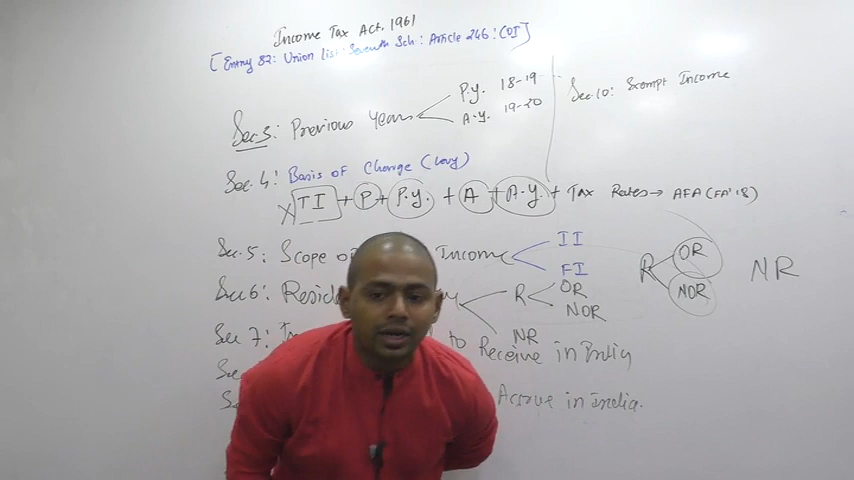 Income Tax Act, 1961
[Entry 82: Union List: Seventh Sch: Article 246: COI]
Sec.3: Previous Years
P.Y. 18-19
A.Y. 19-20
Sec.10: Exempt Income
Sec.4: Basis of Charge (Levy)
X TI + P + P.Y. + A + A.Y. + Tax Rates → AFA (FA'18)
Sec.5: Scope of Income
II
FI
Sec 6:
R
OR
NOR
NR
R
OR
NOR
NR
Sec 7: to Receive in India
Accrue in India.